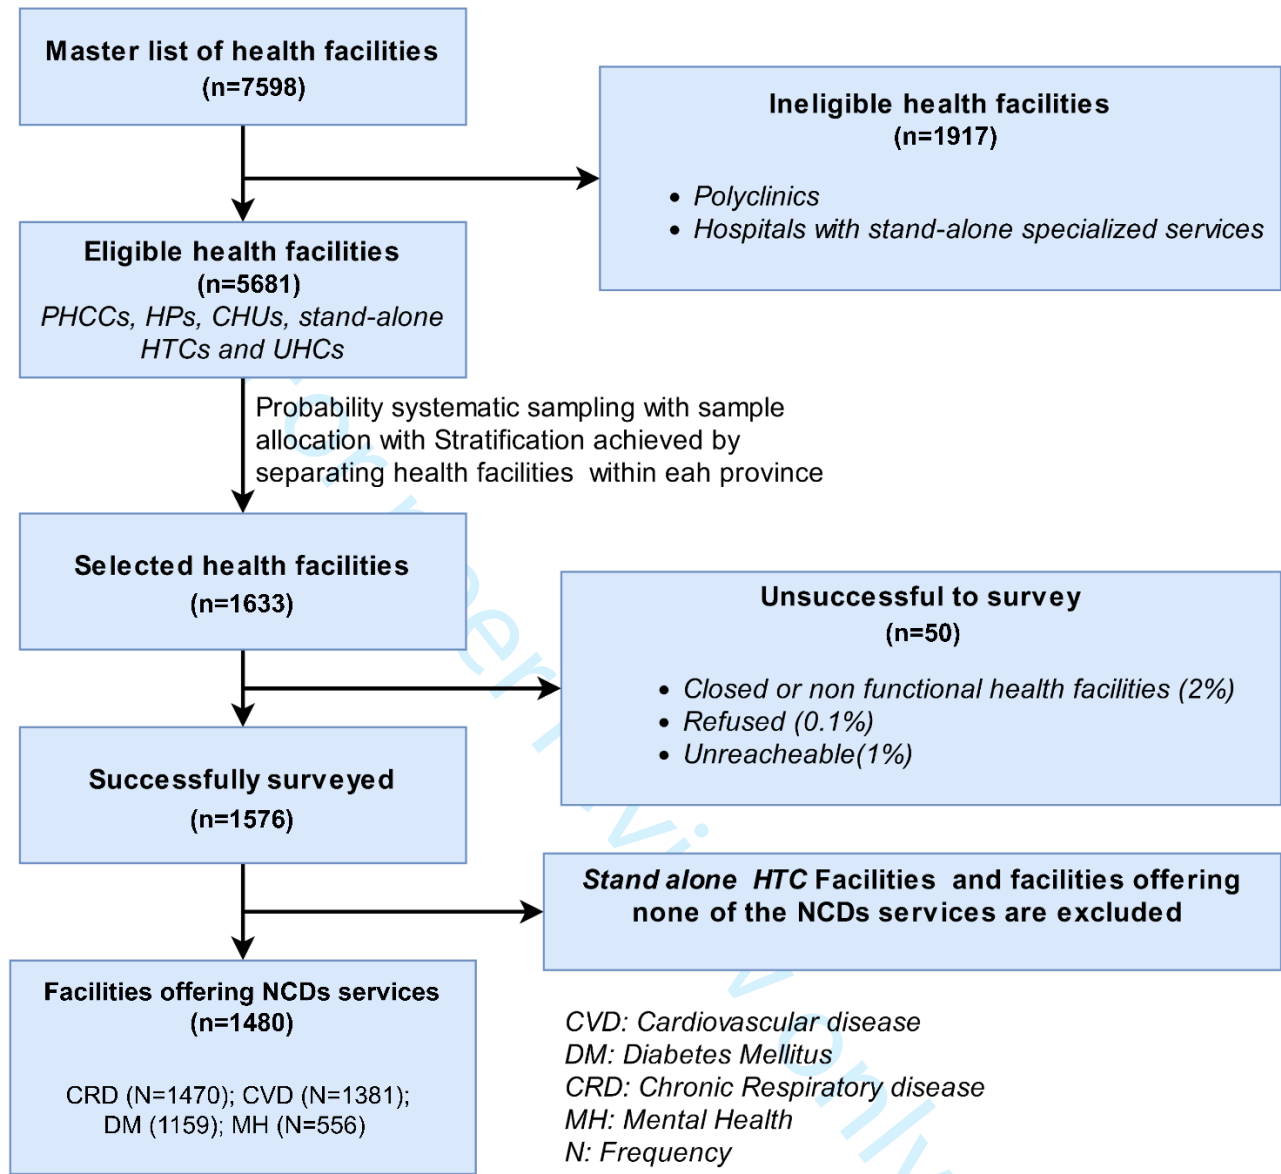 Master list of health facilities
(n=7598)
Ineligible health facilities
(n=1917)
• Polyclinics
• Hospitals with stand-alone specialized services
Eligible health facilities
(n=5681)
PHCCs, HPs, CHUs, stand-alone
HTCs and UHCs
Probability systematic sampling with sample
allocation with Stratification achieved by
separating health facilities within eah province
Selected health facilities
(n=1633)
Unsuccessful to survey
(n=50)
• Closed or non functional health facilities (2%)
• Refused (0.1%)
• Unreacheable(1%)
Successfully surveyed
(n=1576)
Stand alone HTC Facilities and facilities offering
none of the NCDs services are excluded
Facilities offering NCDs services
(n=1480)
CRD (N=1470); CVD (N=1381);
DM (1159); MH (N=556)
CVD: Cardiovascular disease
DM: Diabetes Mellitus
CRD: Chronic Respiratory disease
MH: Mental Health
N: Frequency